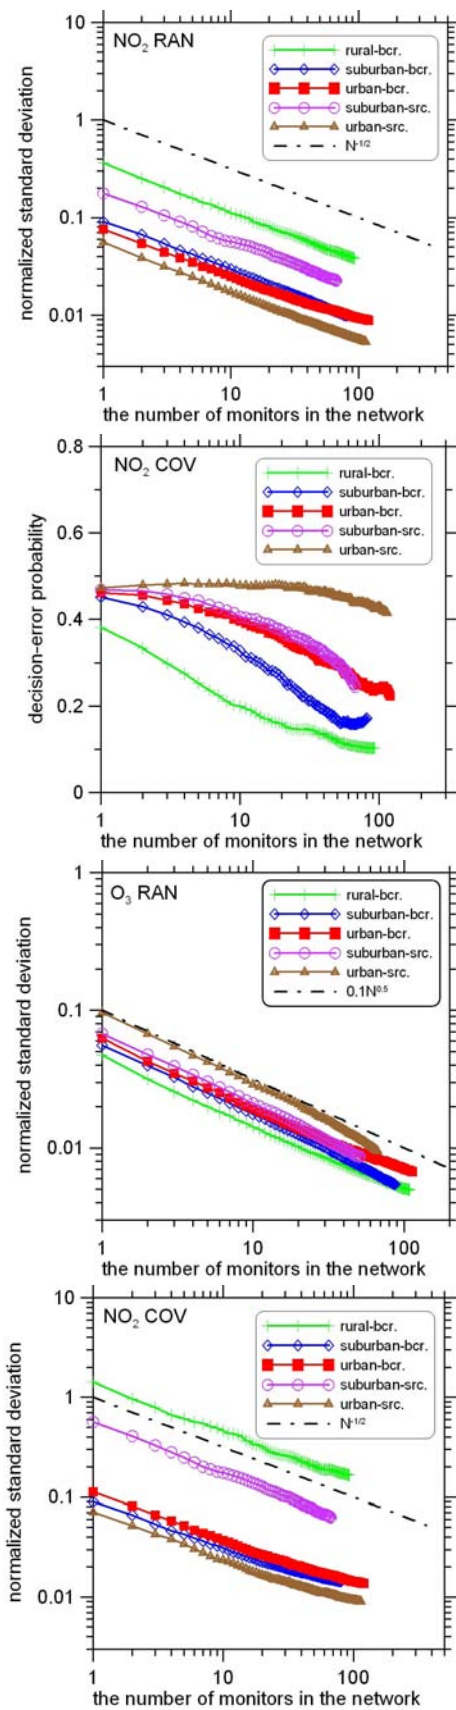 NO₂ RAN
rural-bcr.
suburban-bcr.
urban-bcr.
suburban-src.
urban-src.
N^-1/2
normalized standard deviation
10
1
0.1
0.01
1
10
100
the number of monitors in the network
NO₂ COV
rural-bcr.
suburban-bcr.
urban-bcr.
suburban-src.
urban-src.
decision-error probability
0.8
0.6
0.4
0.2
0
1
10
100
the number of monitors in the network
O₃ RAN
rural-bcr.
suburban-bcr.
urban-bcr.
suburban-src.
urban-src.
0.1N^0.5
normalized standard deviation
1
0.1
0.01
1
10
100
the number of monitors in the network
NO₂ COV
rural-bcr.
suburban-bcr.
urban-bcr.
suburban-src.
urban-src.
N^-1/2
normalized standard deviation
10
1
0.1
0.01
1
10
100
the number of monitors in the network